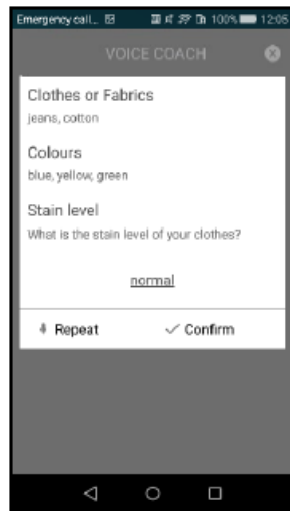 Emergency call... 100% 12:05
VOICE COACH
Clothes or Fabrics
jeans, cotton
Colours
blue, yellow, green
Stain level
What is the stain level of your clothes?
normal
Repeat Confirm